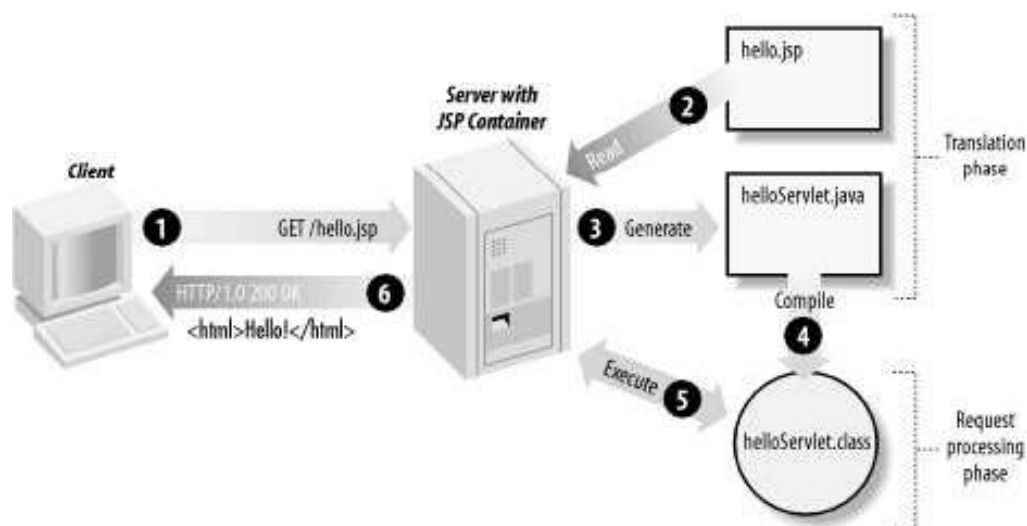 hello.jsp
Server with
JSP Container
2
Read
Translation
phase
Client
helloServlet.java
1
GET /hello.jsp
3
Generate
HTTP/1.0 200 OK
6
<html>Hello!</html>
Compile
4
Execute
5
helloServlet.class
Request
processing
phase